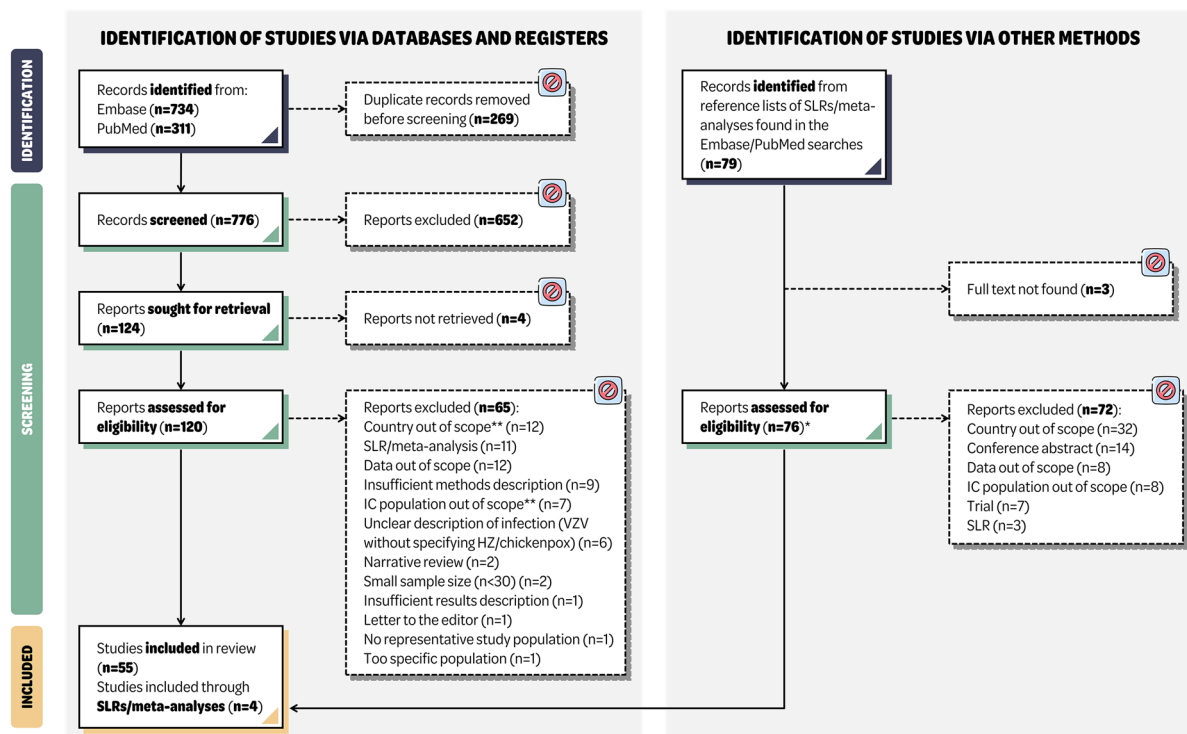 IDENTIFICATION OF STUDIES VIA DATABASES AND REGISTERS
IDENTIFICATION
Records identified from:
Embase (n=734)
PubMed (n=311)
Duplicate records removed
before screening (n=269)
SCREENING
Records screened (n=776)
Reports excluded (n=652)
Reports sought for retrieval
(n=124)
Reports not retrieved (n=4)
Reports assessed for
eligibility (n=120)
Reports excluded (n=65):
Country out of scope** (n=12)
SLR/meta-analysis (n=11)
Data out of scope (n=12)
Insufficient methods description (n=9)
IC population out of scope** (n=7)
Unclear description of infection (VZV
without specifying HZ/chickenpox) (n=6)
Narrative review (n=2)
Small sample size (n<30) (n=2)
Insufficient results description (n=1)
Letter to the editor (n=1)
No representative study population (n=1)
Too specific population (n=1)
INCLUDED
Studies included in review
(n=55)
Studies included through
SLRs/meta-analyses (n=4)
IDENTIFICATION OF STUDIES VIA OTHER METHODS
Records identified from
reference lists of SLRs/meta-
analyses found in the
Embase/PubMed searches
(n=79)
Full text not found (n=3)
Reports assessed for
eligibility (n=76)*
Reports excluded (n=72):
Country out of scope (n=32)
Conference abstract (n=14)
Data out of scope (n=8)
IC population out of scope (n=8)
Trial (n=7)
SLR (n=3)